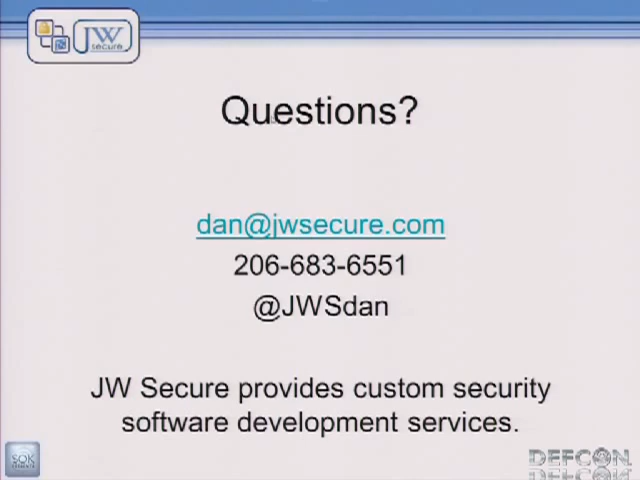 JW
secure
Questions?
dan@jwsecure.com
206-683-6551
@JWSdan
JW Secure provides custom security
software development services.
SOK
DEFCON